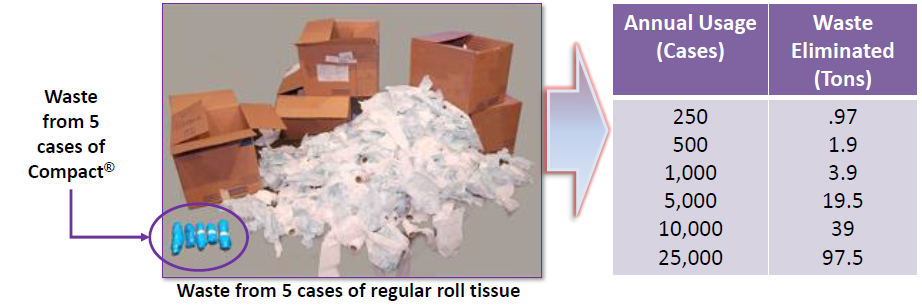 Waste
from 5
cases of
Compact®
Waste from 5 cases of regular roll tissue
Annual Usage (Cases) Waste Eliminated (Tons)
250 .97
500 1.9
1,000 3.9
5,000 19.5
10,000 39
25,000 97.5